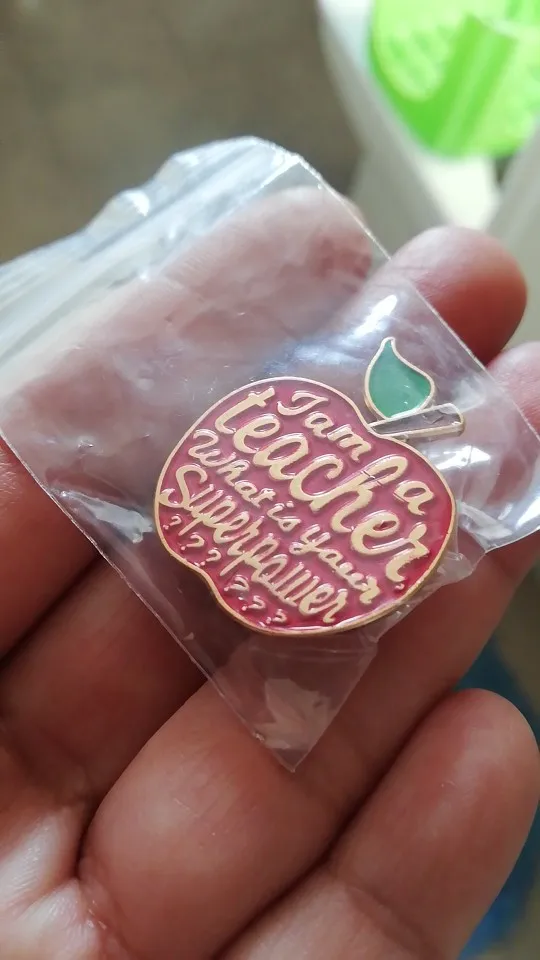 I am a
teacher
What is your
Superpower
? ? ? ? ? ? ?